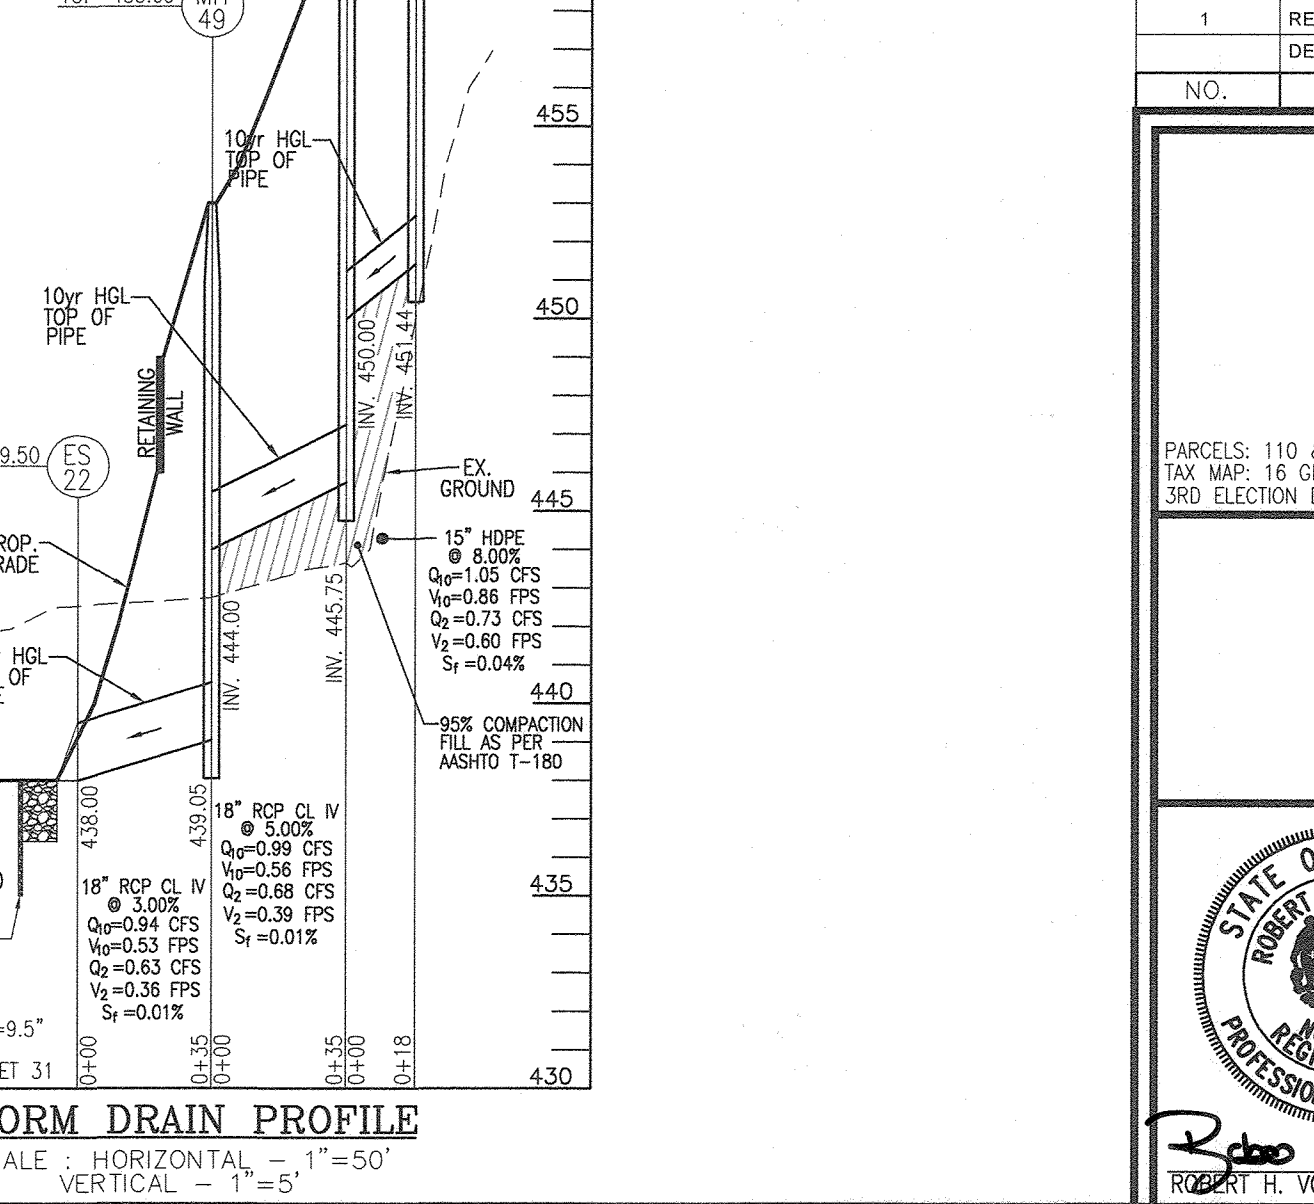 49
10yr HGL
TOP OF
PIPE
10yr HGL
TOP OF
PIPE
RETAINING
WALL
9.50
ES
22
HGL
OF
INV. 450.00
INV. 451.44
EX.
GROUND
15" HDPE
@ 8.00%
Q10=1.05 CFS
V10=0.86 FPS
Q2=0.73 CFS
V2=0.60 FPS
Sf=0.04%
INV. 444.00
INV. 445.75
95% COMPACTION
FILL AS PER
AASHTO T-180
438.00
439.05
18" RCP CL IV
@ 5.00%
Q10=0.99 CFS
V10=0.56 FPS
Q2=0.68 CFS
V2=0.39 FPS
Sf=0.01%
18" RCP CL IV
@ 3.00%
Q10=0.94 CFS
V10=0.53 FPS
Q2=0.63 CFS
V2=0.36 FPS
Sf=0.01%
=9.5"
ET 31
0+00
0+35
0+00
0+35
0+00
0+18
455
450
445
440
435
430
ORM DRAIN PROFILE
ALE : HORIZONTAL - 1"=50'
VERTICAL - 1"=5'
1 RE
DE
NO.
PARCELS: 110 &
TAX MAP: 16
3RD ELECTION
STATE O
ROBERT
PROFESSIO
REG
ROBERT H. VO